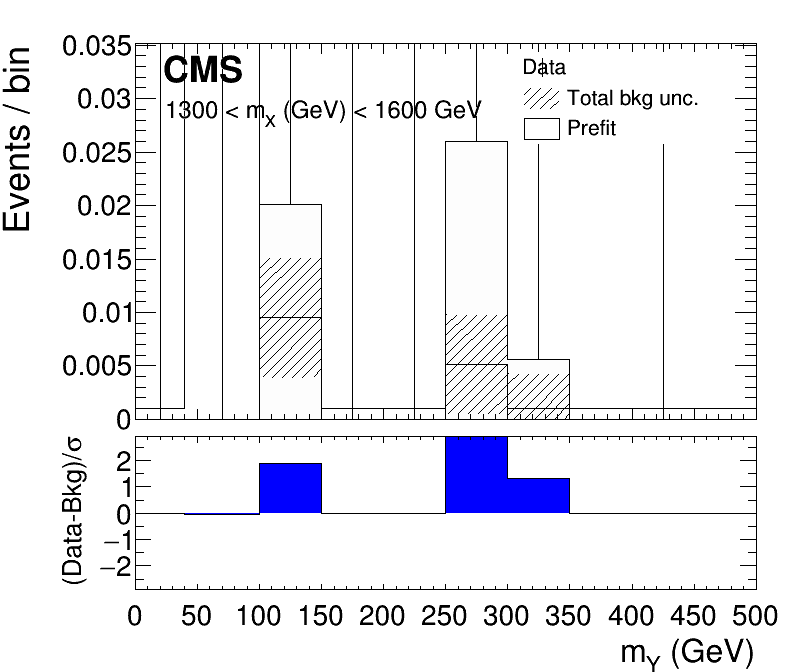 Events / bin
0.035
0.03
0.025
0.02
0.015
0.01
0.005
0
CMS
1300 < mX (GeV) < 1600 GeV
Data
Total bkg unc.
Prefit
(Data-Bkg)/σ
2
1
0
−1
−2
0 50 100 150 200 250 300 350 400 450 500
mY (GeV)